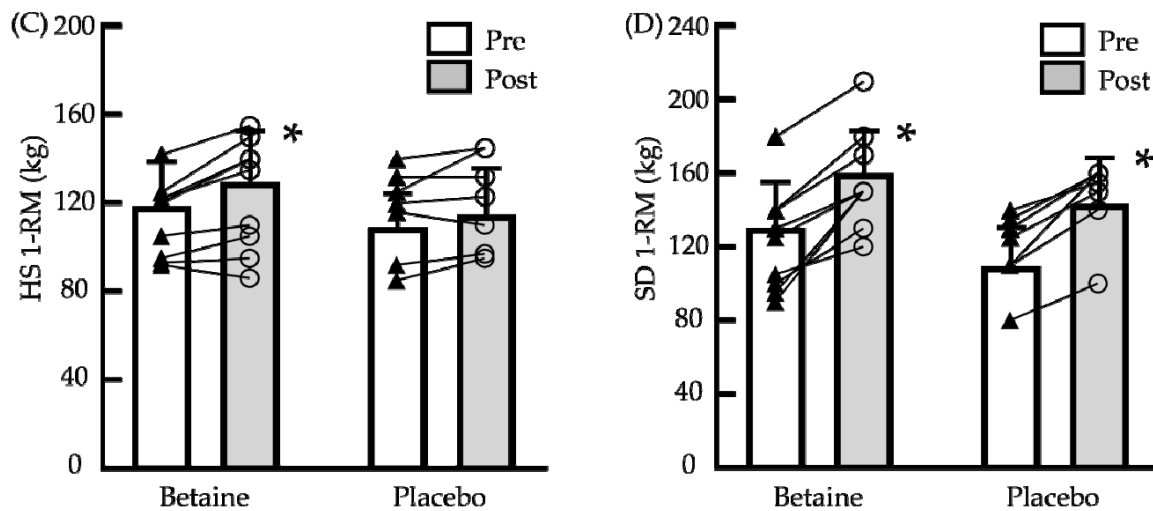 (C)
HS 1-RM (kg)
200
160
120
80
40
0
Pre
Post
*
Betaine
Placebo
(D)
SD 1-RM (kg)
240
200
160
120
80
40
0
Pre
Post
*
*
Betaine
Placebo